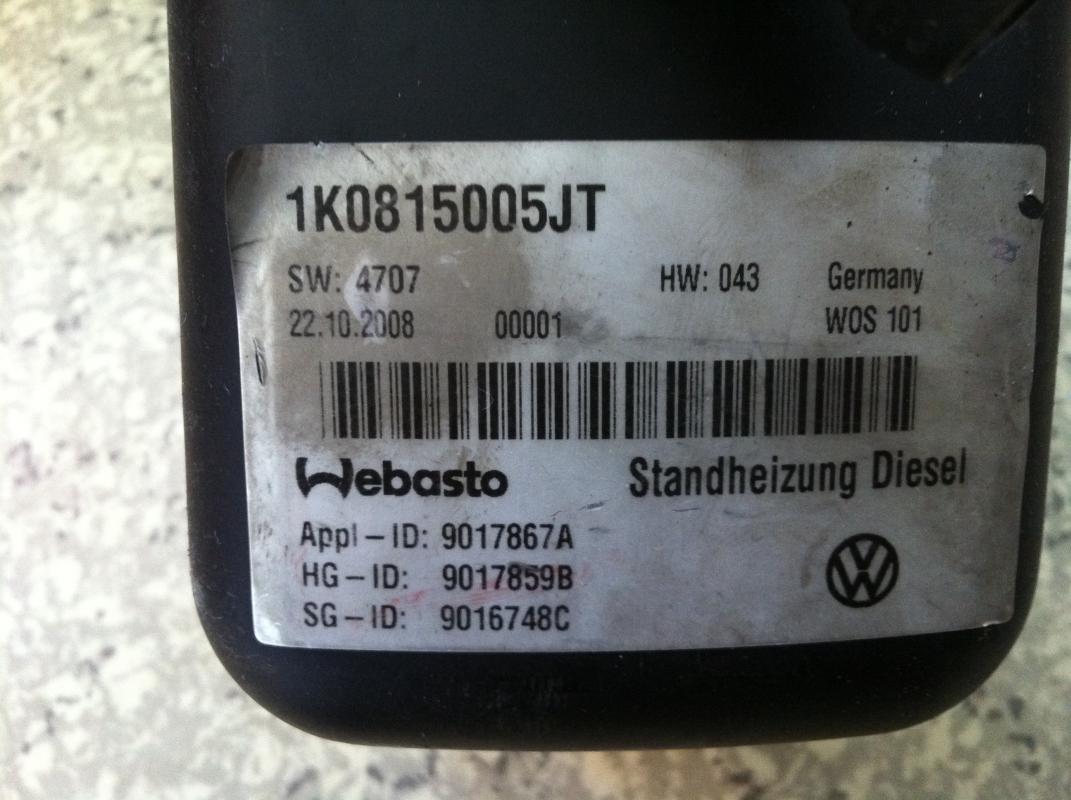 1K0815005JT
SW: 4707 HW: 043 Germany
22.10.2008 00001 WOS 101
Webasto Standheizung Diesel
Appl-ID: 9017867A
HG-ID: 9017859B
SG-ID: 9016748C
VW